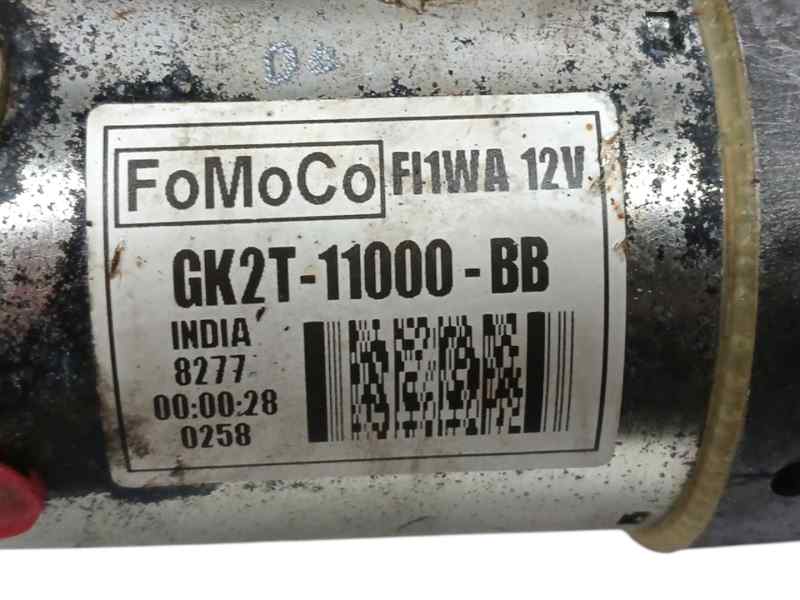 D
FoMoCo FI1WA 12V
GK2T-11000-BB
INDIA
8277
00:00:28
0258